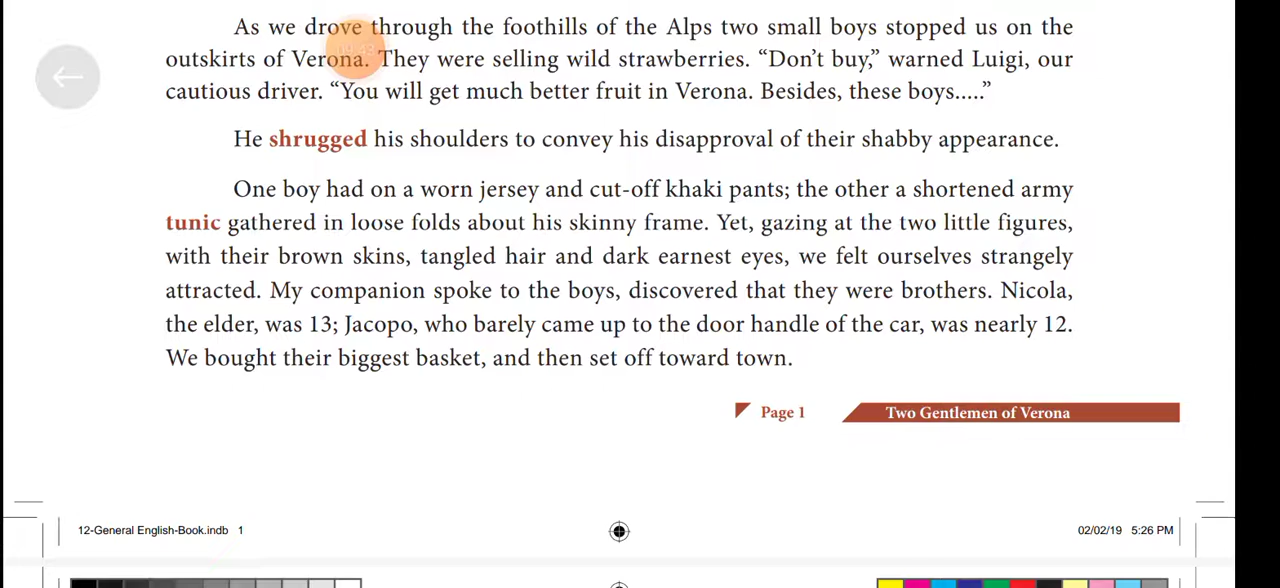 As we drove through the foothills of the Alps two small boys stopped us on the
outskirts of Verona. They were selling wild strawberries. “Don’t buy,” warned Luigi, our
cautious driver. “You will get much better fruit in Verona. Besides, these boys.....”
He shrugged his shoulders to convey his disapproval of their shabby appearance.
One boy had on a worn jersey and cut-off khaki pants; the other a shortened army
tunic gathered in loose folds about his skinny frame. Yet, gazing at the two little figures,
with their brown skins, tangled hair and dark earnest eyes, we felt ourselves strangely
attracted. My companion spoke to the boys, discovered that they were brothers. Nicola,
the elder, was 13; Jacopo, who barely came up to the door handle of the car, was nearly 12.
We bought their biggest basket, and then set off toward town.
Page 1 Two Gentlemen of Verona
12-General English-Book.indb 1 02/02/19 5:26 PM